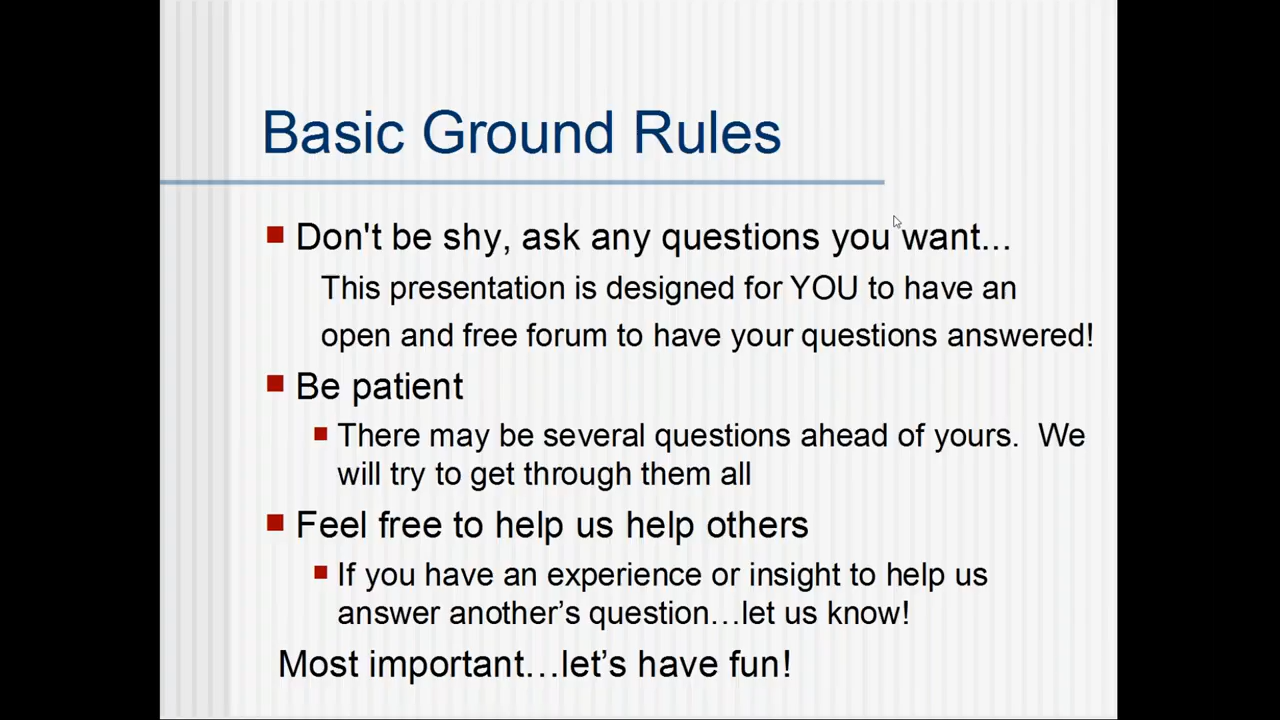 Basic Ground Rules
Don't be shy, ask any questions you want...
This presentation is designed for YOU to have an
open and free forum to have your questions answered!
Be patient
There may be several questions ahead of yours.  We
will try to get through them all
Feel free to help us help others
If you have an experience or insight to help us
answer another’s question…let us know!
Most important…let’s have fun!